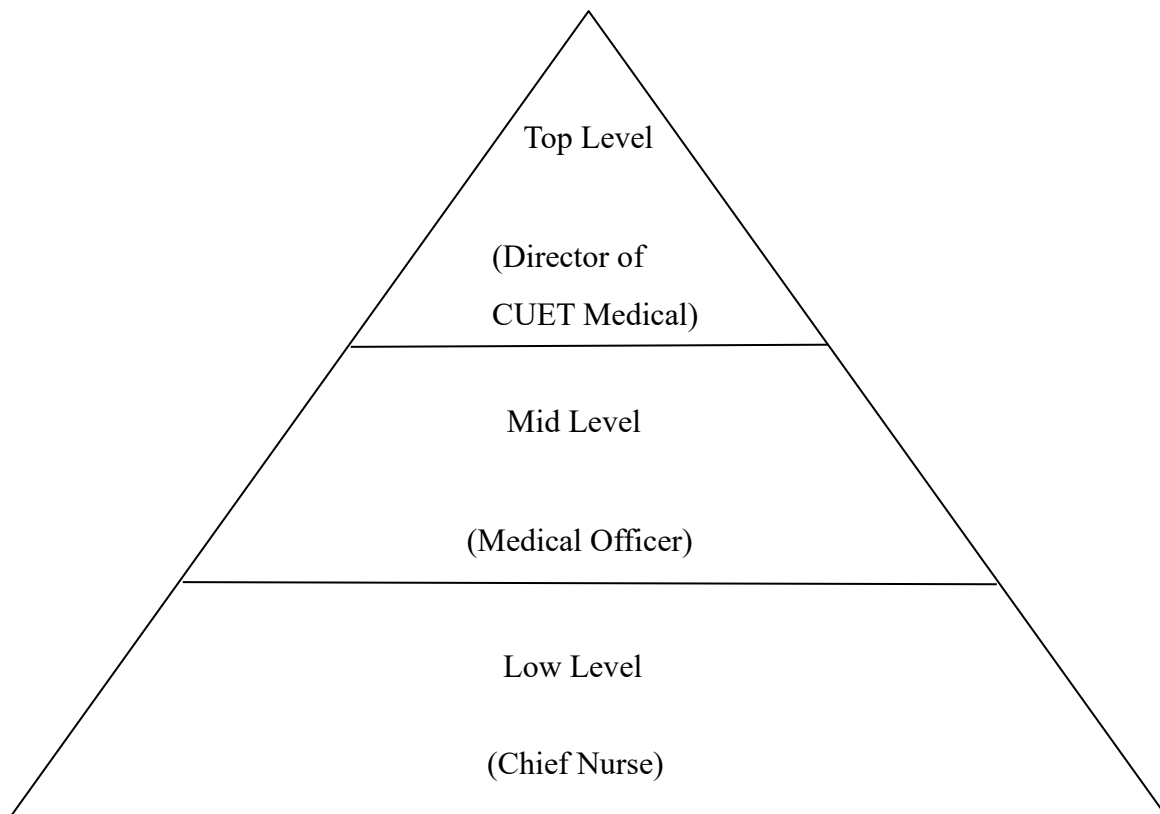 Top Level
(Director of
CUET Medical)
Mid Level
(Medical Officer)
Low Level
(Chief Nurse)